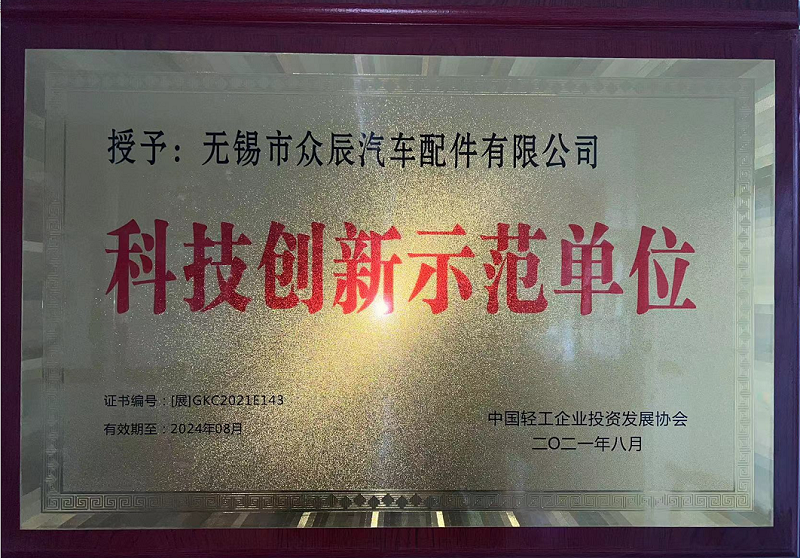 授予：无锡市众辰汽车配件有限公司
科技创新示范单位
证书编号：[展]GKC2021E143
有效期至：2024年08月
中国轻工企业投资发展协会
二〇二一年八月